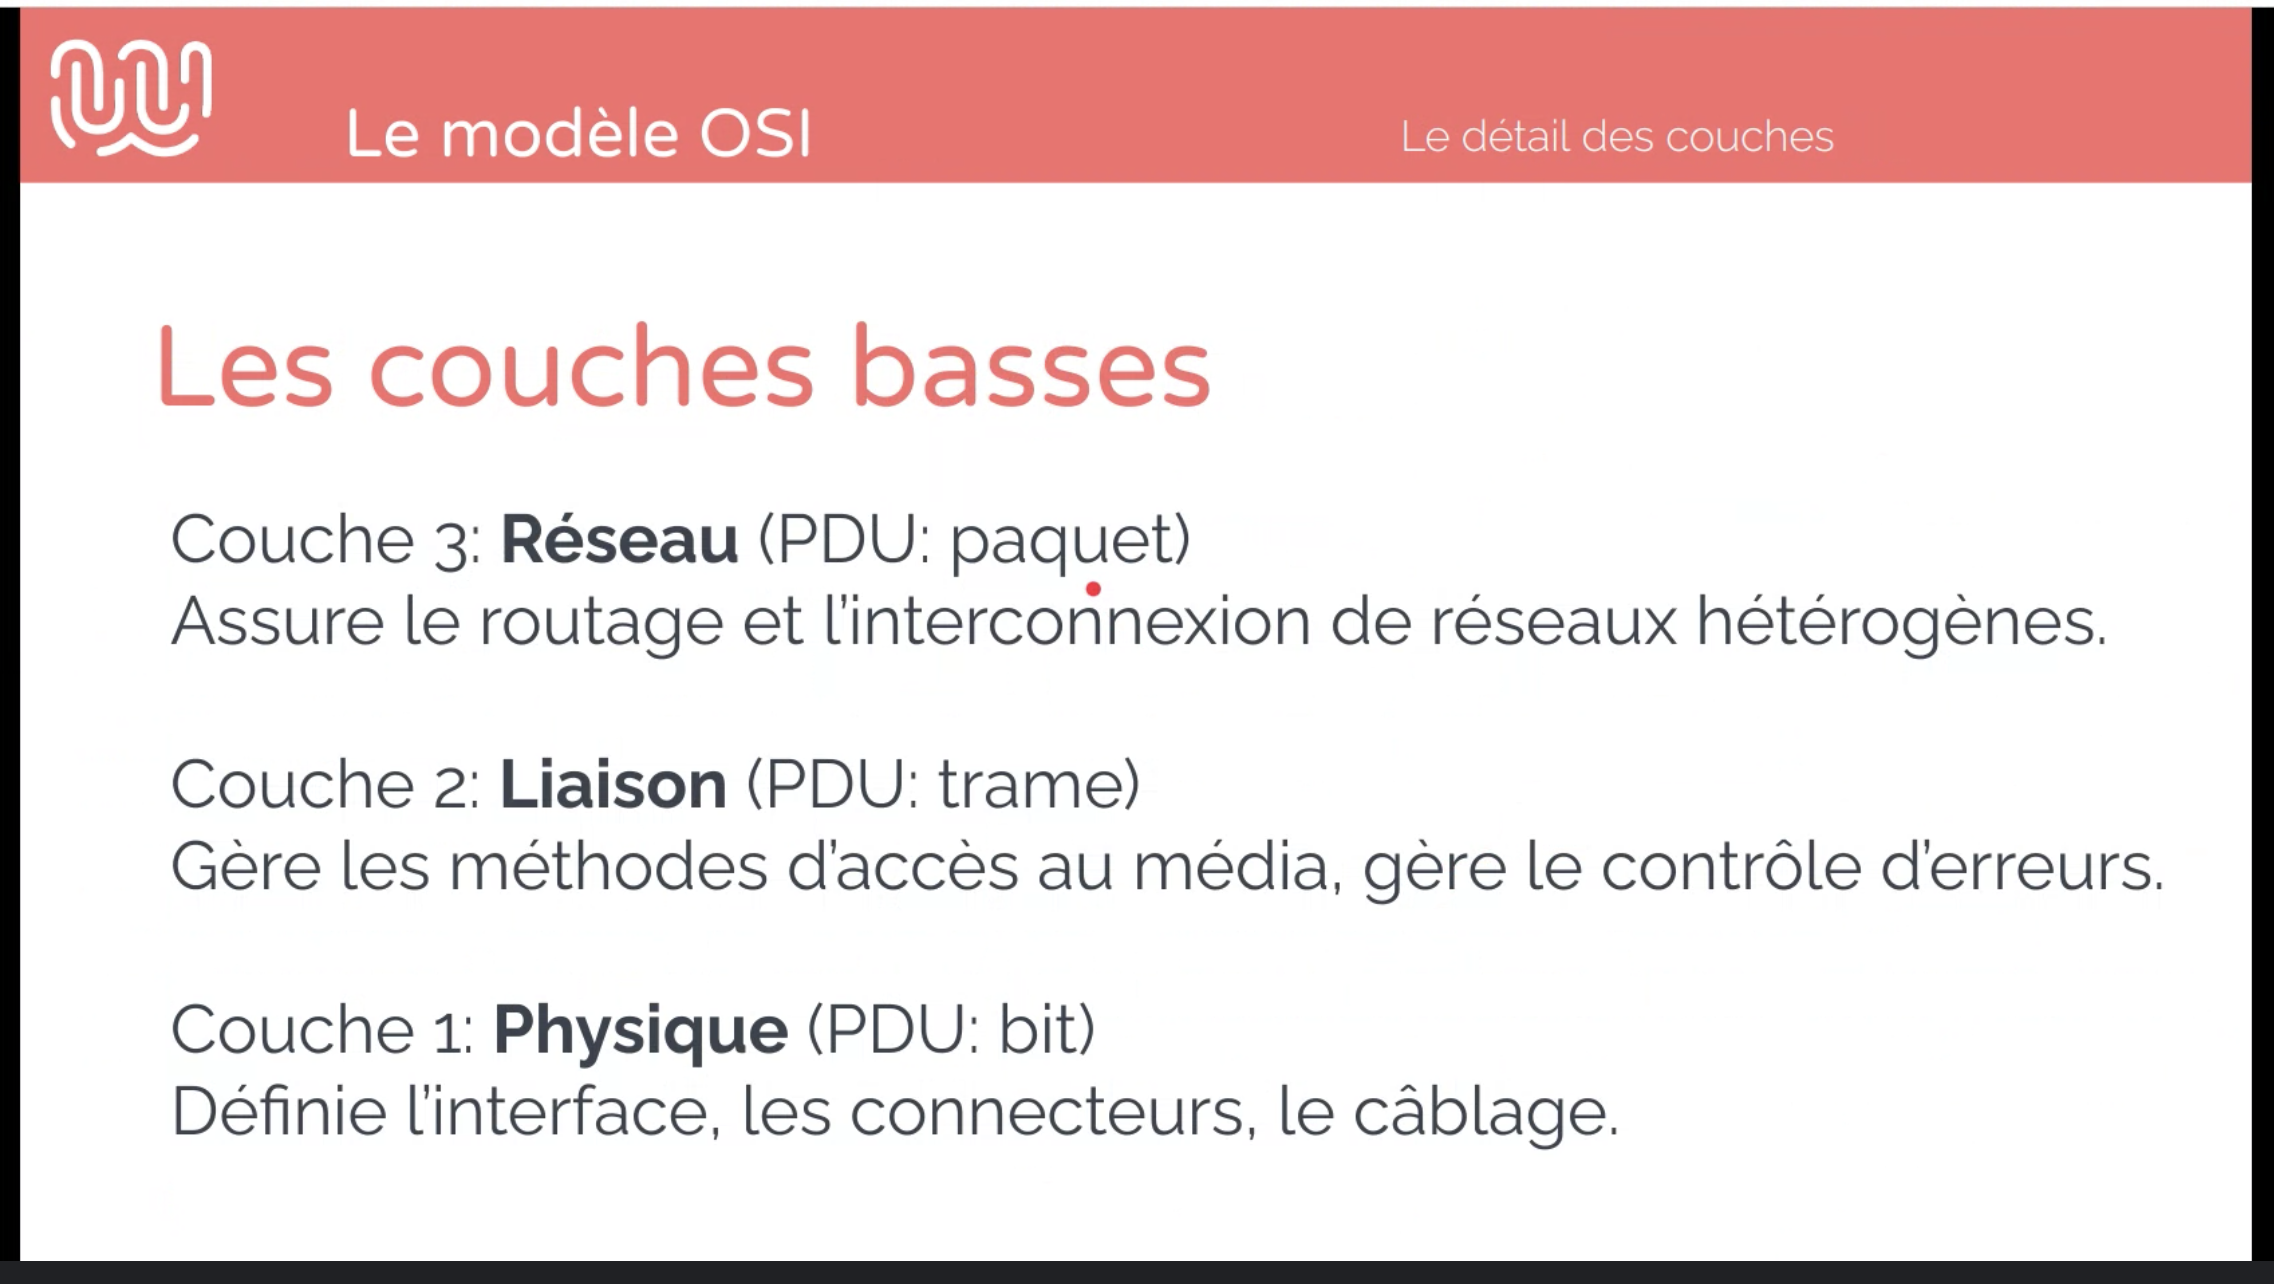 Le modèle OSI
Le détail des couches
Les couches basses
Couche 3: Réseau (PDU: paquet)
Assure le routage et l'interconnexion de réseaux hétérogènes.
Couche 2: Liaison (PDU: trame)
Gère les méthodes d'accès au média, gère le contrôle d'erreurs.
Couche 1: Physique (PDU: bit)
Définie l'interface, les connecteurs, le câblage.